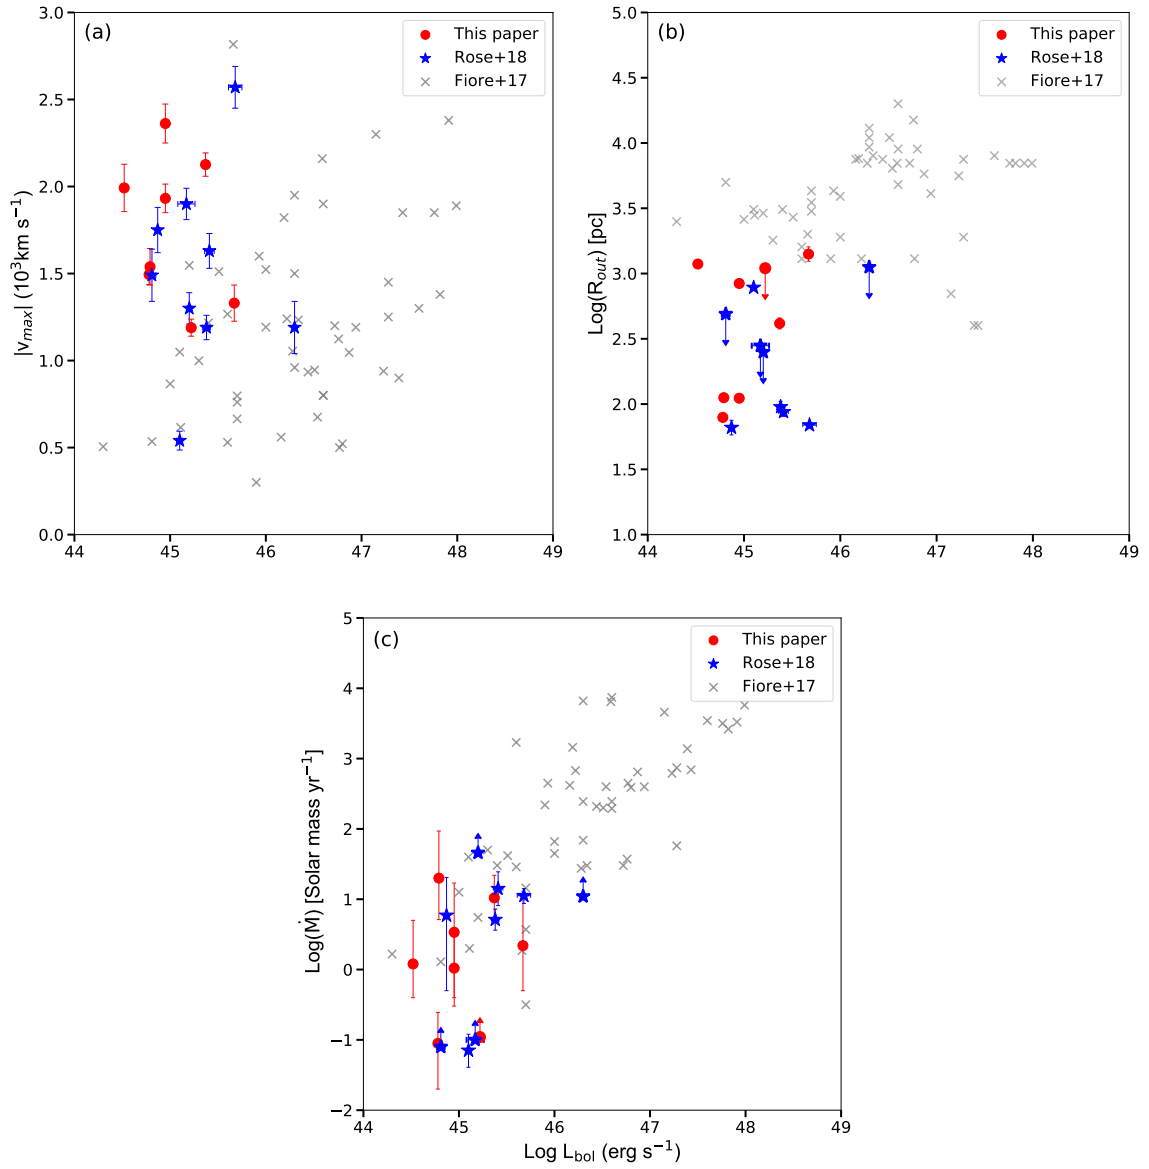 (a)
This paper
Rose+18
Fiore+17
|v_max| (10³km s⁻¹)
3.0
2.5
2.0
1.5
1.0
0.5
0.0
44 45 46 47 48 49
(b)
This paper
Rose+18
Fiore+17
Log(R_out) [pc]
5.0
4.5
4.0
3.5
3.0
2.5
2.0
1.5
1.0
44 45 46 47 48 49
(c)
This paper
Rose+18
Fiore+17
Log(Ṁ) [Solar mass yr⁻¹]
5
4
3
2
1
0
−1
−2
44 45 46 47 48 49
Log L_bol (erg s⁻¹)